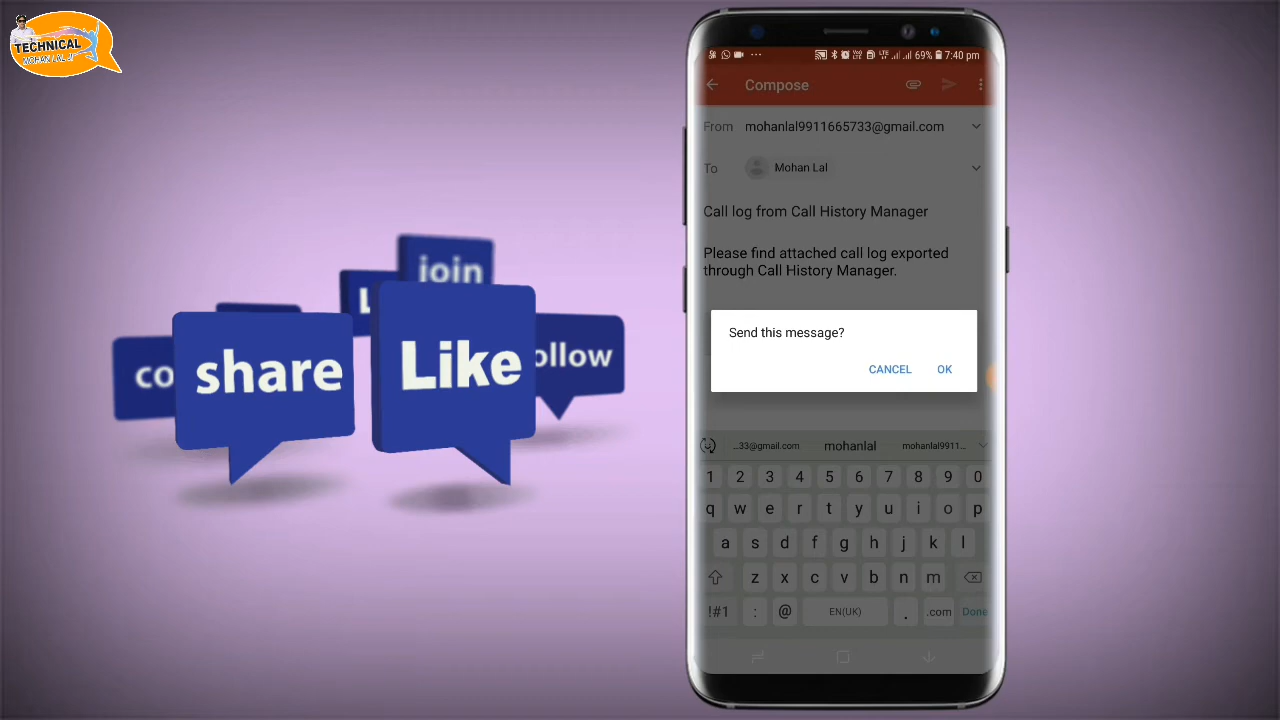 TECHNICAL
MOHAN LAL JI
join
L
co
share
Like
ollow
69% 7:40 pm
Compose
From mohanlal9911665733@gmail.com
To Mohan Lal
Call log from Call History Manager
Please find attached call log exported
through Call History Manager.
Send this message?
CANCEL OK
...33@gmail.com mohanlal mohanlal9911...
1 2 3 4 5 6 7 8 9 0
q w e r t y u i o p
a s d f g h j k l
z x c v b n m
!#1 : @ EN(UK) . .com Done